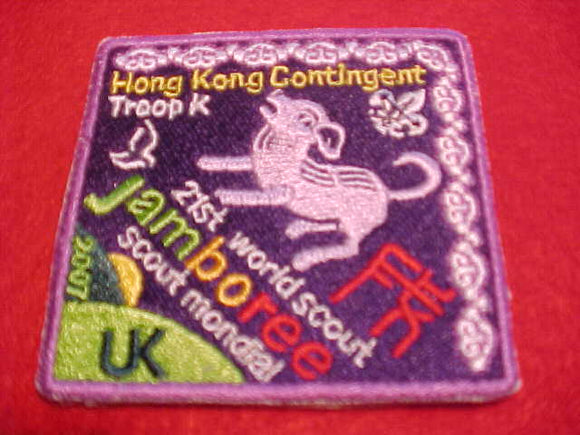 Hong Kong Contingent
Troop K
21st world scout
Jamboree
scout mondial
2007
UK